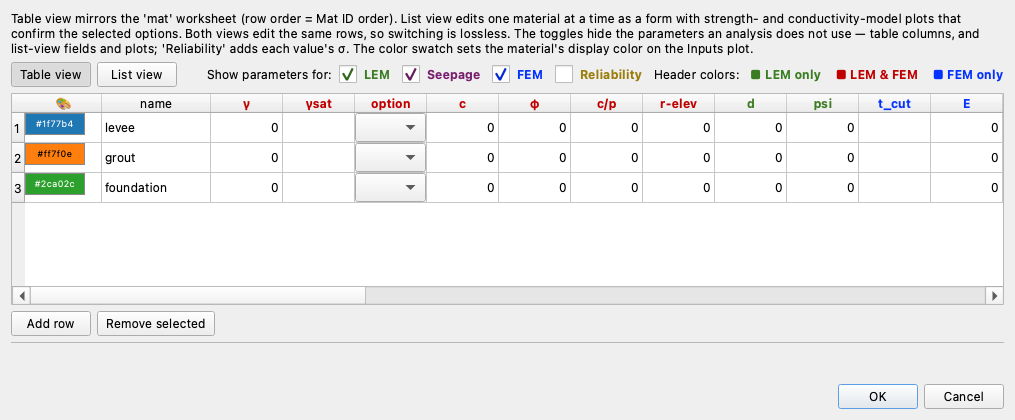 Table view mirrors the 'mat' worksheet (row order = Mat ID order). List view edits one material at a time as a form with strength- and conductivity-model plots that
confirm the selected options. Both views edit the same rows, so switching is lossless. The toggles hide the parameters an analysis does not use — table columns, and
list-view fields and plots; 'Reliability' adds each value's σ. The color swatch sets the material's display color on the Inputs plot.
Table view List view Show parameters for: LEM Seepage FEM Reliability Header colors: LEM only LEM & FEM FEM only
name γ γsat option c ϕ c/p r-elev d psi t_cut E
1 #1f77b4 levee 0 0 0 0 0 0 0 0
2 #ff7f0e grout 0 0 0 0 0 0 0 0
3 #2ca02c foundation 0 0 0 0 0 0 0 0
Add row Remove selected
OK Cancel